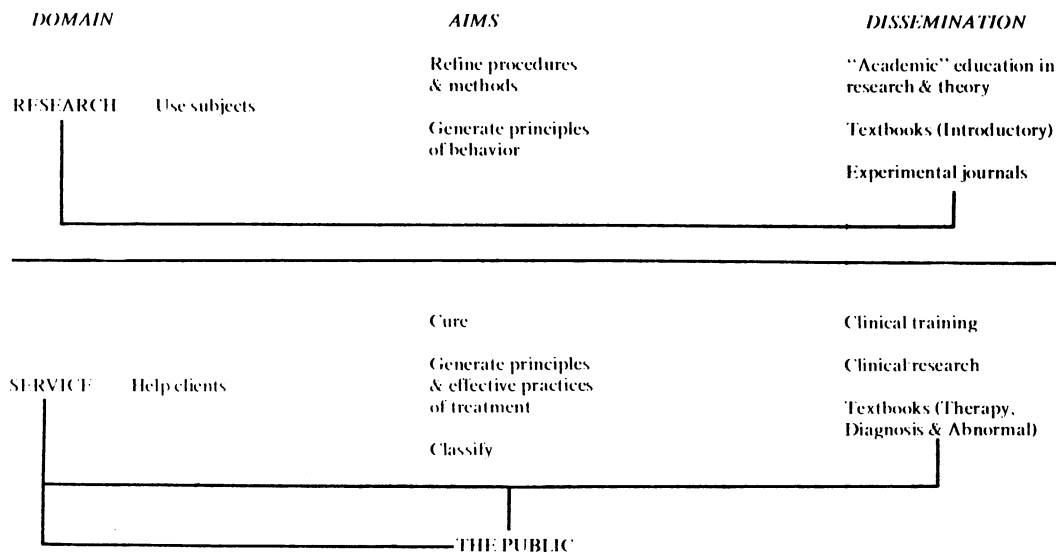 DOMAIN AIMS DISSEMINATION
Refine procedures
& methods
"Academic" education in
research & theory
RESEARCH Use subjects
Generate principles
of behavior
Textbooks (Introductory)
Experimental journals
Cure
Clinical training
Generate principles
& effective practices
of treatment
Clinical research
SERVICE Help clients
Textbooks (Therapy,
Diagnosis & Abnormal)
Classify
THE PUBLIC